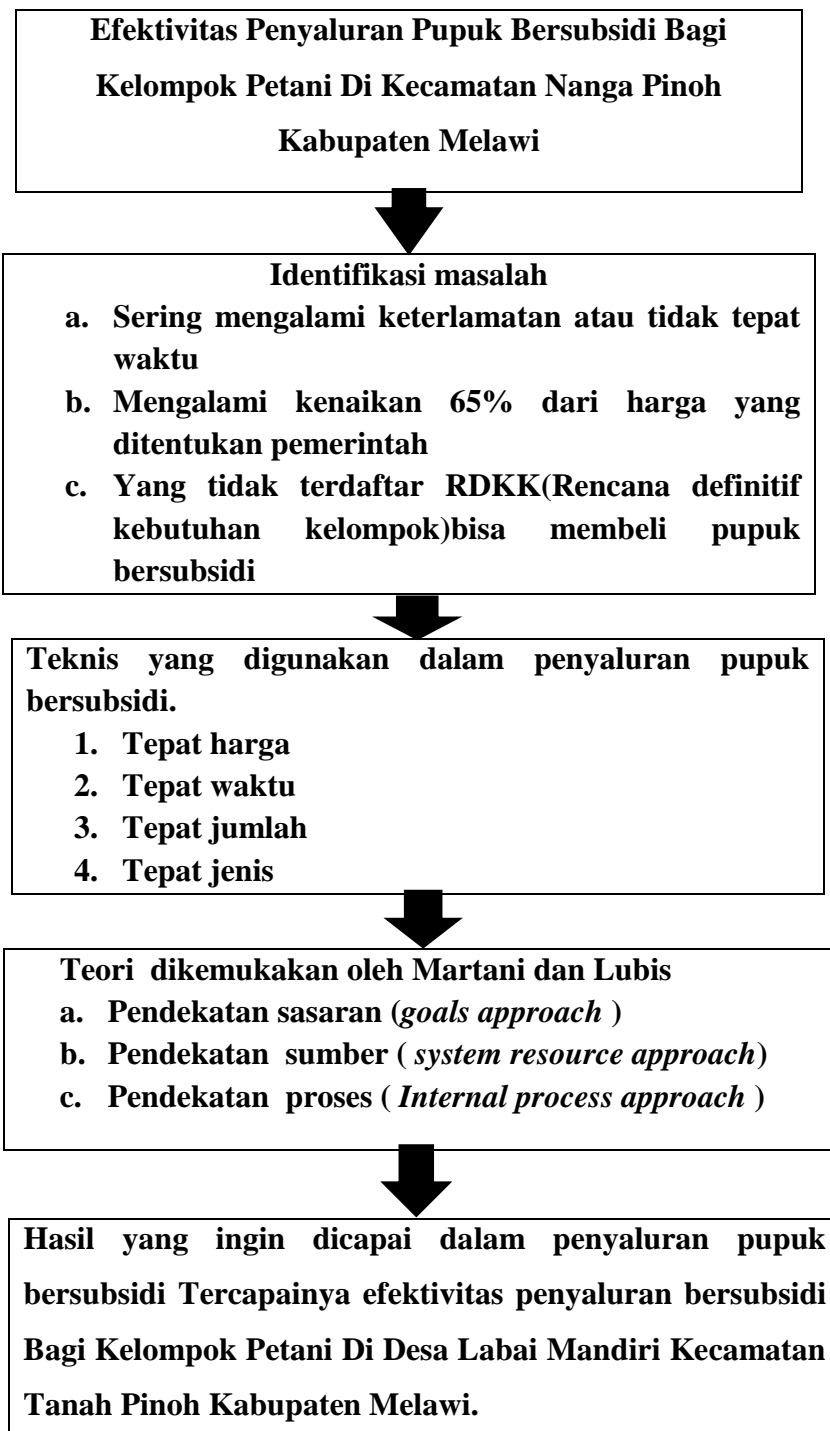 Efektivitas Penyaluran Pupuk Bersubsidi Bagi
Kelompok Petani Di Kecamatan Nanga Pinoh
Kabupaten Melawi
Identifikasi masalah
a. Sering mengalami keterlamatan atau tidak tepat
waktu
b. Mengalami kenaikan 65% dari harga yang
ditentukan pemerintah
c. Yang tidak terdaftar RDKK(Rencana definitif
kebutuhan kelompok)bisa membeli pupuk
bersubsidi
Teknis yang digunakan dalam penyaluran pupuk
bersubsidi.
1. Tepat harga
2. Tepat waktu
3. Tepat jumlah
4. Tepat jenis
Teori dikemukakan oleh Martani dan Lubis
a. Pendekatan sasaran (goals approach )
b. Pendekatan sumber ( system resource approach)
c. Pendekatan proses ( Internal process approach )
Hasil yang ingin dicapai dalam penyaluran pupuk
bersubsidi Tercapainya efektivitas penyaluran bersubsidi
Bagi Kelompok Petani Di Desa Labai Mandiri Kecamatan
Tanah Pinoh Kabupaten Melawi.